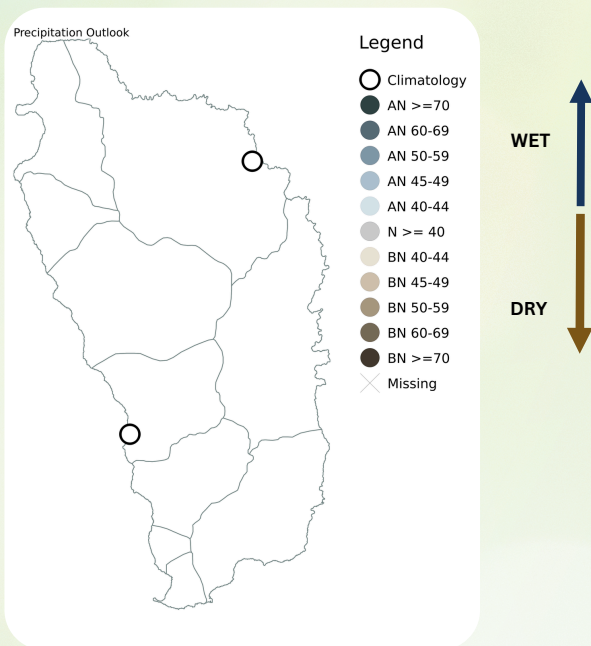 Precipitation Outlook
Legend
Climatology
AN >=70
AN 60-69
AN 50-59
AN 45-49
AN 40-44
N >= 40
BN 40-44
BN 45-49
BN 50-59
BN 60-69
BN >=70
Missing
WET
DRY